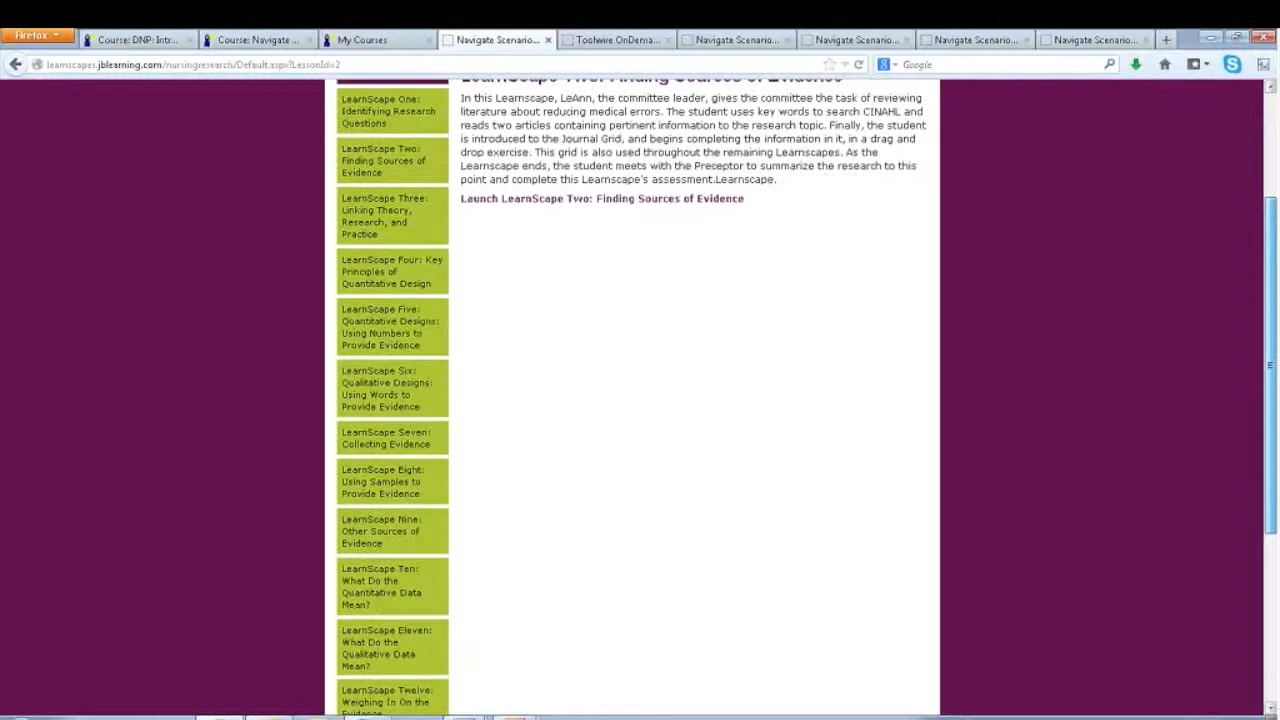 Firefox
Course: DNP: Intr...
Course: Navigate ...
My Courses
Navigate Scenario...
Toolwire OnDema...
Navigate Scenario...
Navigate Scenario...
Navigate Scenario...
Navigate Scenario...
learnscapes.jblearning.com/nursingresearch/Default.aspx?LessonId=2
Google
LearnScape Two: Finding Sources of Evidence
LearnScape One:
Identifying Research
Questions
LearnScape Two:
Finding Sources of
Evidence
LearnScape Three:
Linking Theory,
Research, and
Practice
LearnScape Four: Key
Principles of
Quantitative Design
LearnScape Five:
Quantitative Designs:
Using Numbers to
Provide Evidence
LearnScape Six:
Qualitative Designs:
Using Words to
Provide Evidence
LearnScape Seven:
Collecting Evidence
LearnScape Eight:
Using Samples to
Provide Evidence
LearnScape Nine:
Other Sources of
Evidence
LearnScape Ten:
What Do the
Quantitative Data
Mean?
LearnScape Eleven:
What Do the
Qualitative Data
Mean?
LearnScape Twelve:
Weighing In On the
Evidence
In this Learnscape, LeAnn, the committee leader, gives the committee the task of reviewing
literature about reducing medical errors. The student uses key words to search CINAHL and
reads two articles containing pertinent information to the research topic. Finally, the student
is introduced to the Journal Grid, and begins completing the information in it, in a drag and
drop exercise. This grid is also used throughout the remaining Learnscapes. As the
Learnscape ends, the student meets with the Preceptor to summarize the research to this
point and complete this Learnscape's assessment.Learnscape.
Launch LearnScape Two: Finding Sources of Evidence